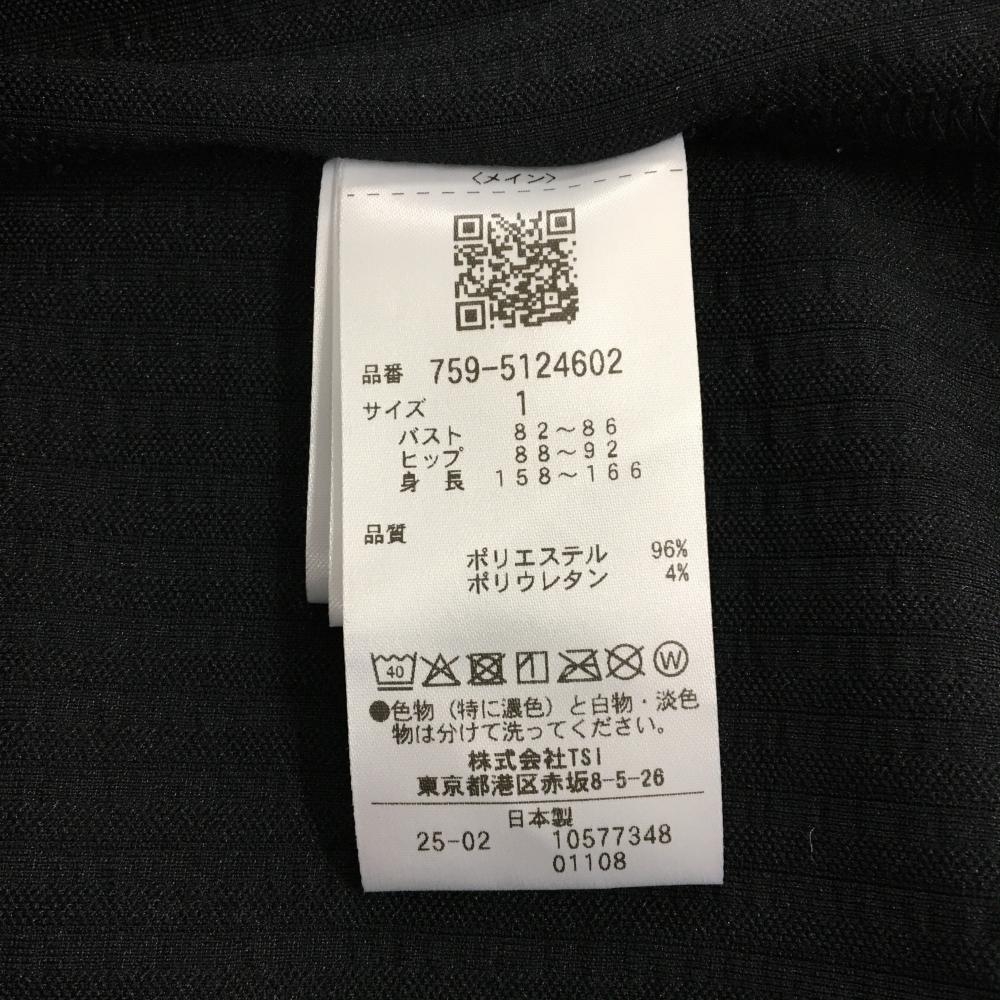 〈メイン〉
品番 759-5124602
サイズ 1
バスト 82～86
ヒップ 88～92
身長 158～166
品質
ポリエステル 96%
ポリウレタン 4%
40 W
●色物（特に濃色）と白物・淡色
物は分けて洗ってください。
株式会社TSI
東京都港区赤坂8-5-26
日本製
25-02 10577348
01108